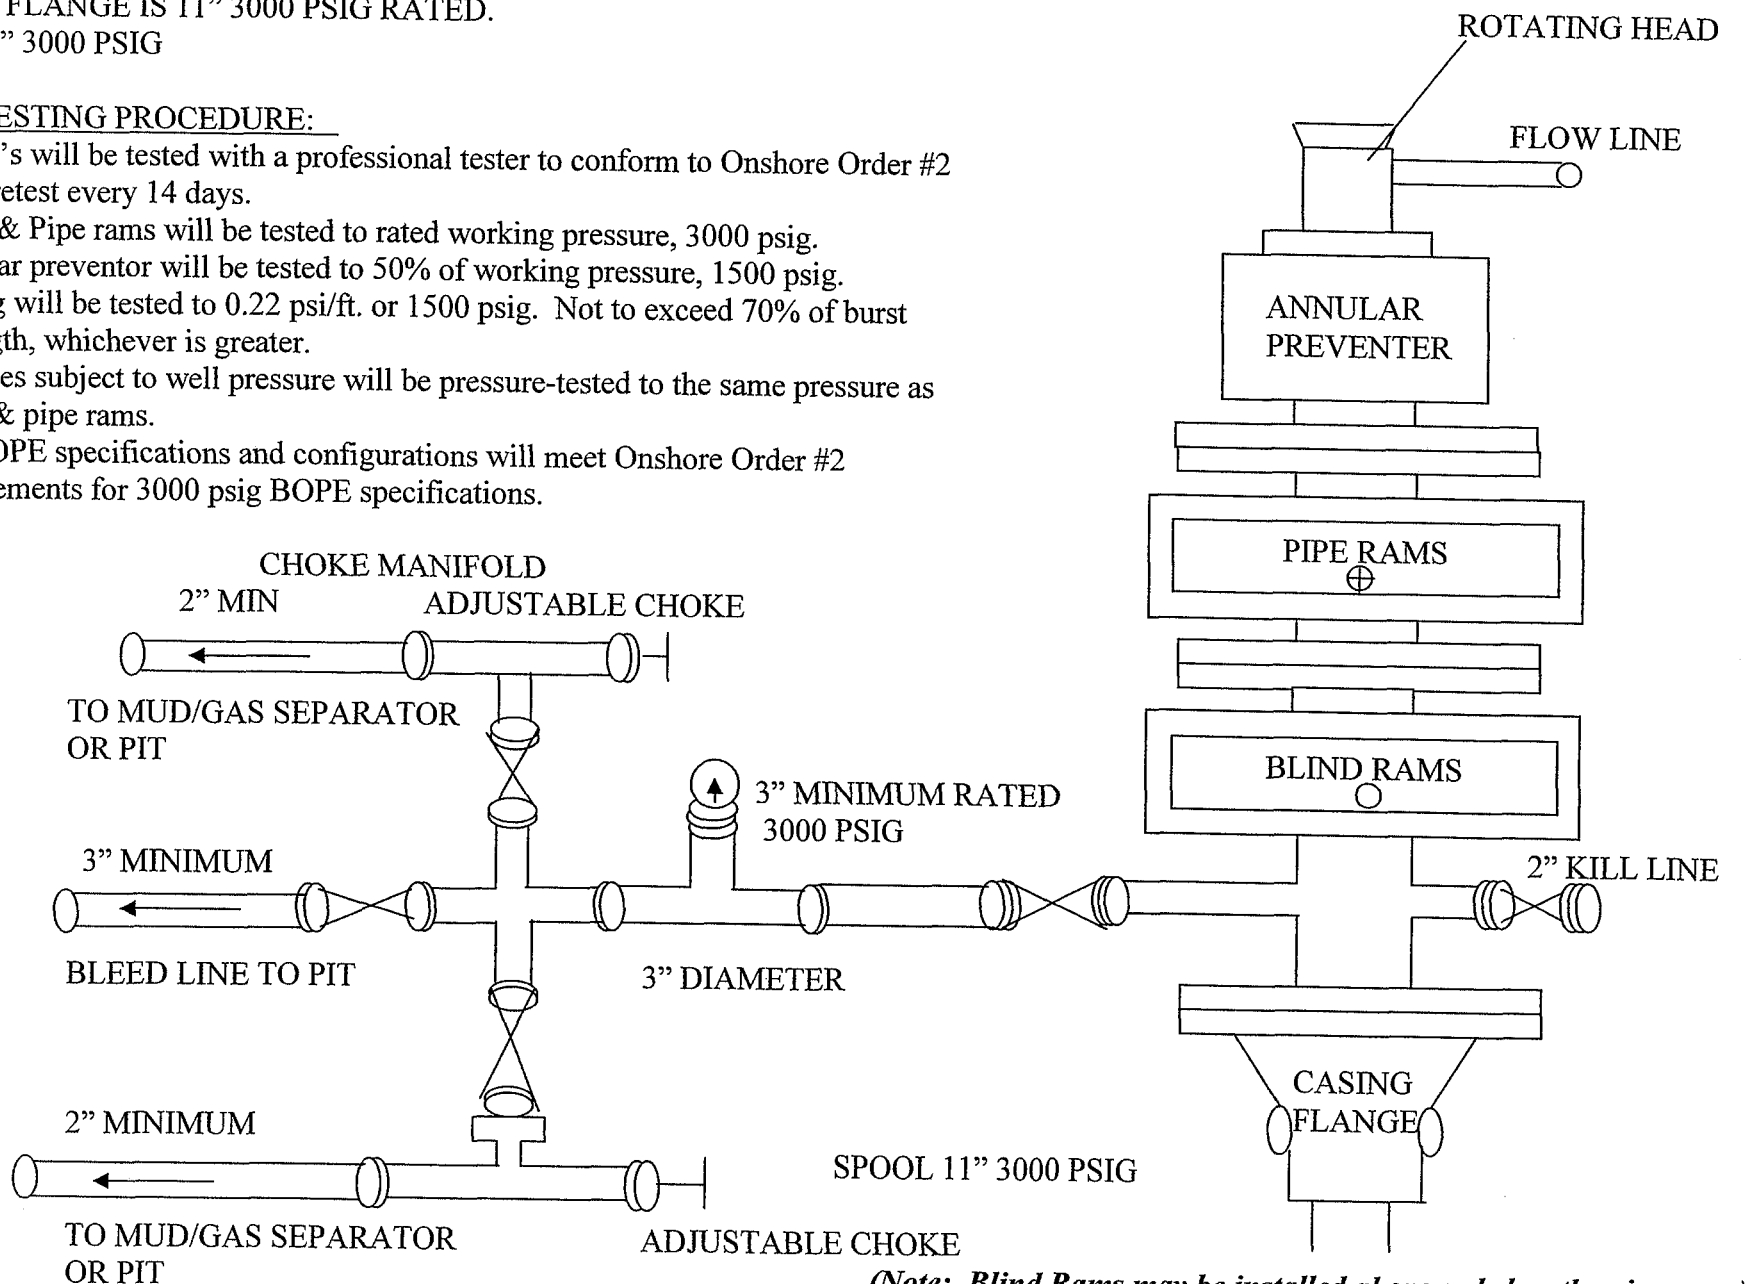 FLANGE IS 11” 3000 PSIG RATED.
” 3000 PSIG
ESTING PROCEDURE:
’s will be tested with a professional tester to conform to Onshore Order #2
etest every 14 days.
& Pipe rams will be tested to rated working pressure, 3000 psig.
ar preventor will be tested to 50% of working pressure, 1500 psig.
g will be tested to 0.22 psi/ft. or 1500 psig. Not to exceed 70% of burst
gth, whichever is greater.
es subject to well pressure will be pressure-tested to the same pressure as
& pipe rams.
OPE specifications and configurations will meet Onshore Order #2
ements for 3000 psig BOPE specifications.
ROTATING HEAD
FLOW LINE
ANNULAR
PREVENTER
PIPE RAMS
BLIND RAMS
2” KILL LINE
CASING
FLANGE
CHOKE MANIFOLD
2” MIN
ADJUSTABLE CHOKE
TO MUD/GAS SEPARATOR
OR PIT
3” MINIMUM RATED
3000 PSIG
3” MINIMUM
BLEED LINE TO PIT
3” DIAMETER
2” MINIMUM
SPOOL 11” 3000 PSIG
TO MUD/GAS SEPARATOR
OR PIT
ADJUSTABLE CHOKE
(Note: Blind Rams may be installed above